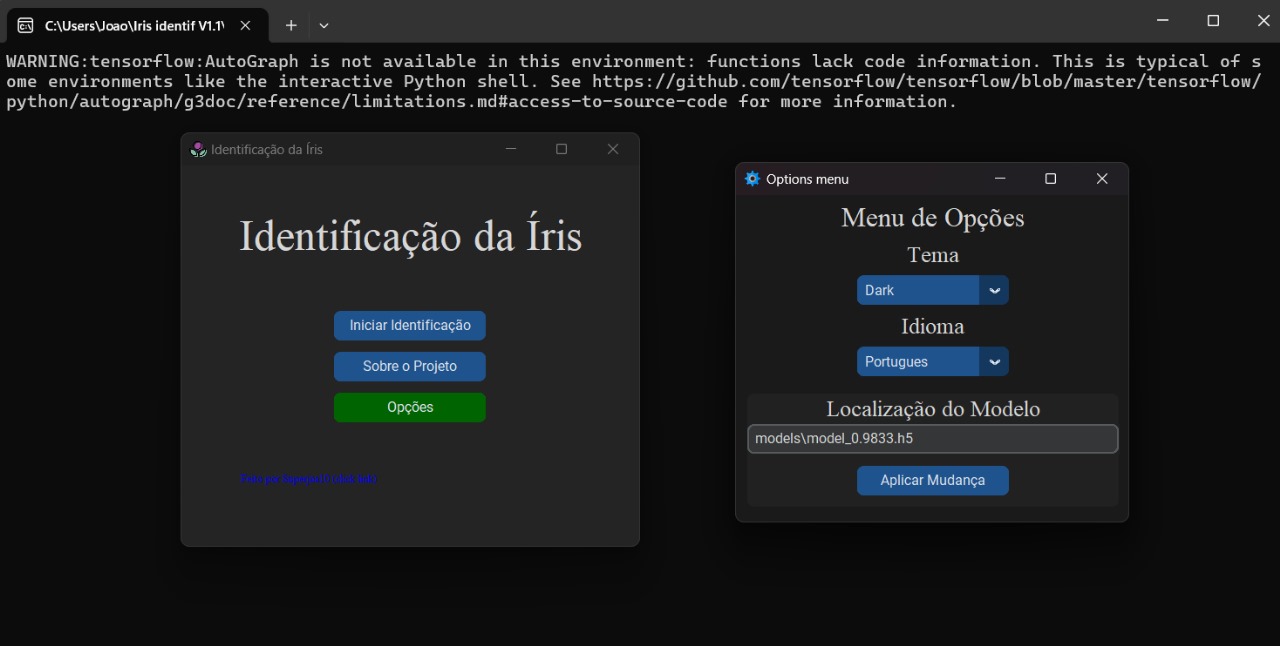 C:\Users\Joao\Iris identif V1.1\
WARNING:tensorflow:AutoGraph is not available in this environment: functions lack code information. This is typical of s
ome environments like the interactive Python shell. See https://github.com/tensorflow/tensorflow/blob/master/tensorflow/
python/autograph/g3doc/reference/limitations.md#access-to-source-code for more information.
Identificação da Íris
Identificação da Íris
Iniciar Identificação
Sobre o Projeto
Opções
Options menu
Menu de Opções
Tema
Dark
Idioma
Portugues
Localização do Modelo
models\model_0.9833.h5
Aplicar Mudança